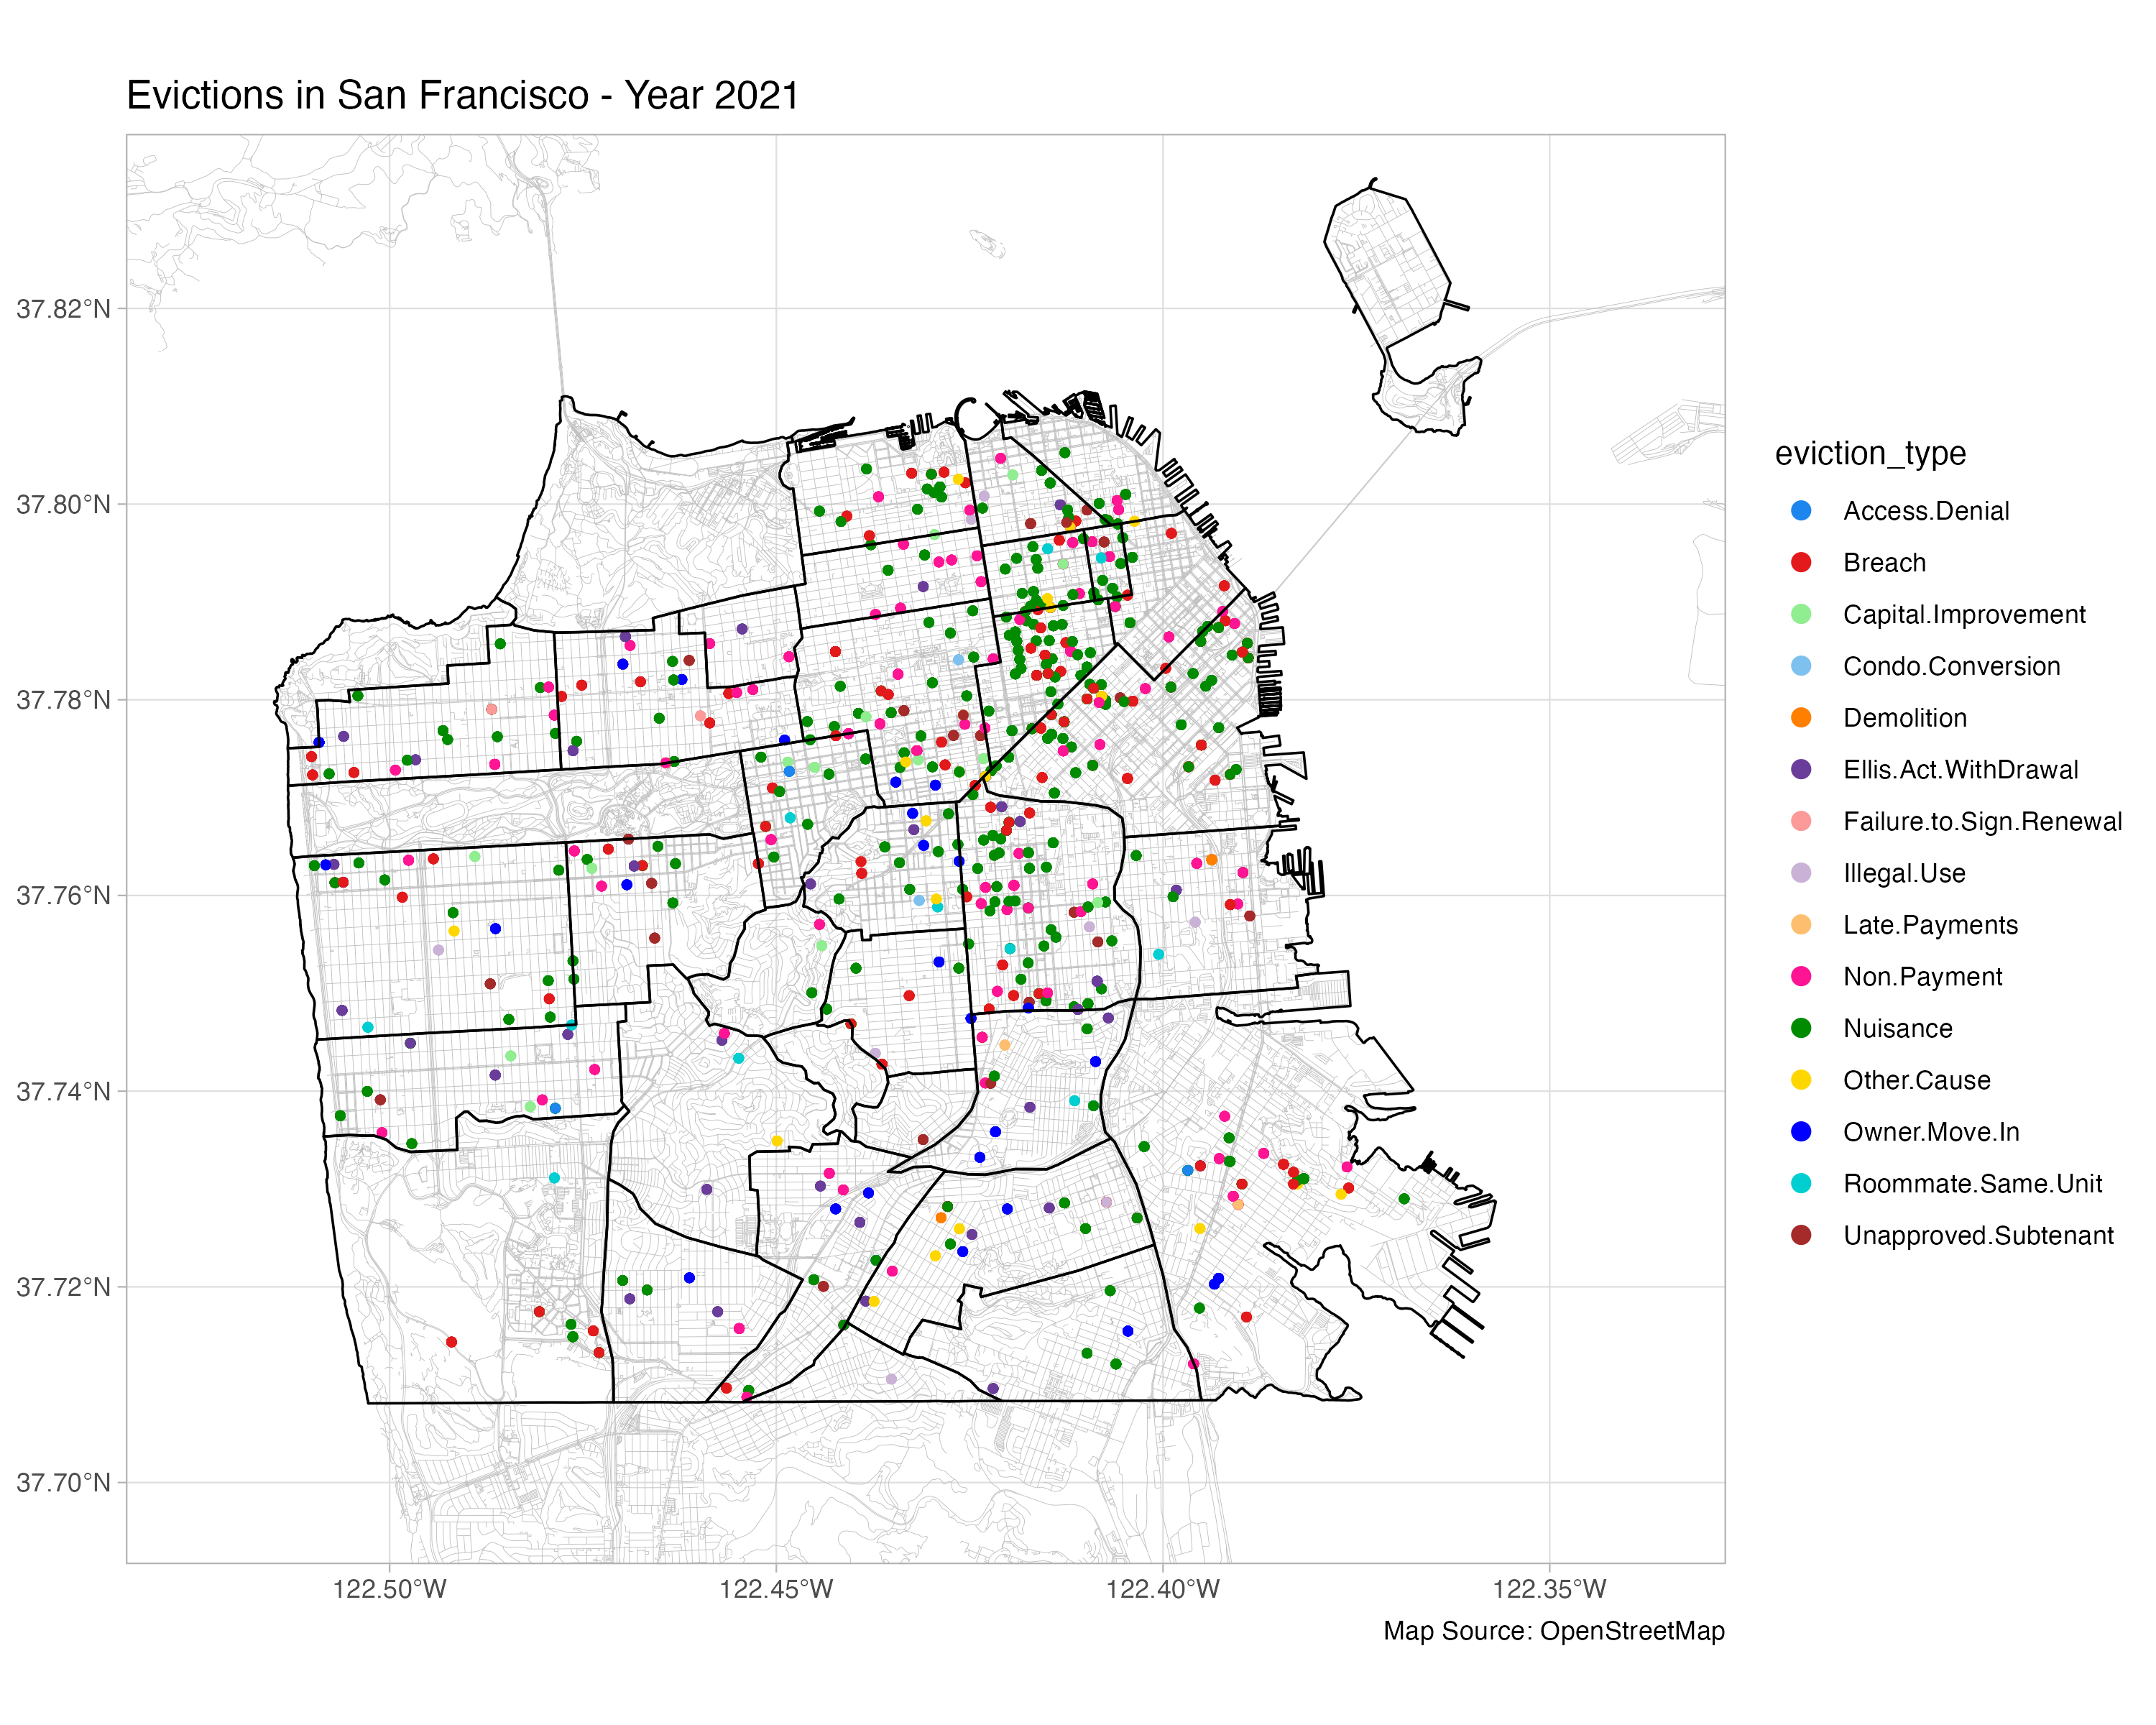 Evictions in San Francisco - Year 2021
37.82°N
37.80°N
37.78°N
37.76°N
37.74°N
37.72°N
37.70°N
122.50°W
122.45°W
122.40°W
122.35°W
Map Source: OpenStreetMap
eviction_type
Access.Denial
Breach
Capital.Improvement
Condo.Conversion
Demolition
Ellis.Act.WithDrawal
Failure.to.Sign.Renewal
Illegal.Use
Late.Payments
Non.Payment
Nuisance
Other.Cause
Owner.Move.In
Roommate.Same.Unit
Unapproved.Subtenant